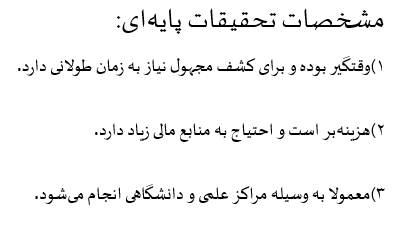 مشخصات تحقیقات پایه‌ای:
۱)وقتگیر بوده و برای کشف مجهول نیاز به زمان طولانی دارد.
۲)هزینه‌بر است و احتیاج به منابع مالی زیاد دارد.
۳)معمولا به وسیله مراکز علمی و دانشگاهی انجام می‌شود.